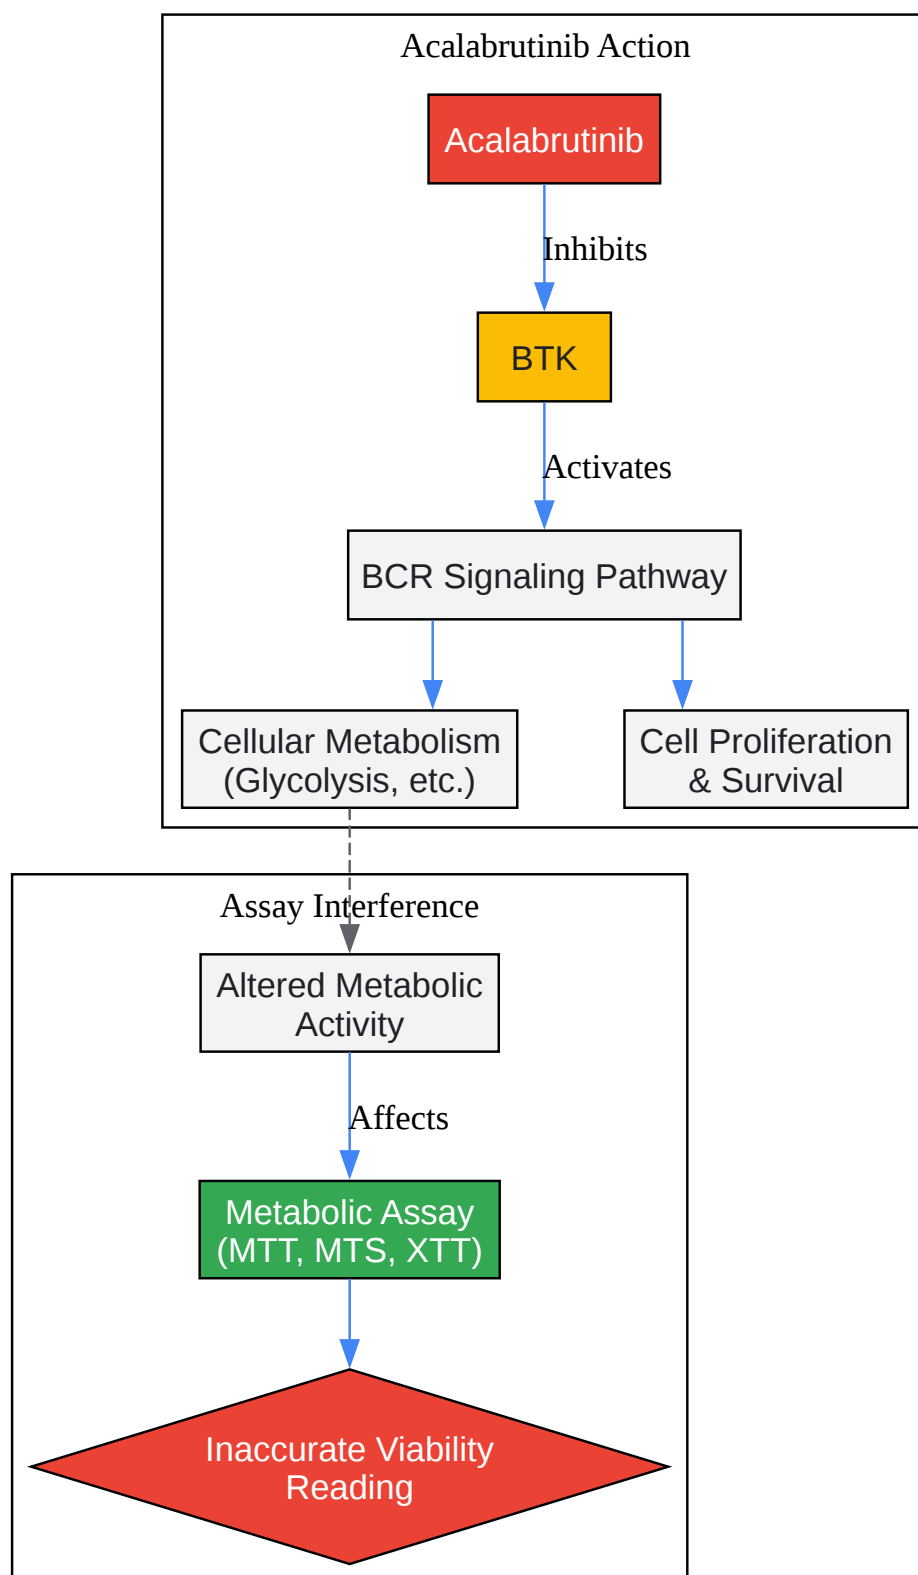 Acalabrutinib Action
Acalabrutinib
Inhibits
BTK
Activates
BCR Signaling Pathway
Cellular Metabolism
(Glycolysis, etc.)
Cell Proliferation
& Survival
Assay Interference
Altered Metabolic
Activity
Affects
Metabolic Assay
(MTT, MTS, XTT)
Inaccurate Viability
Reading